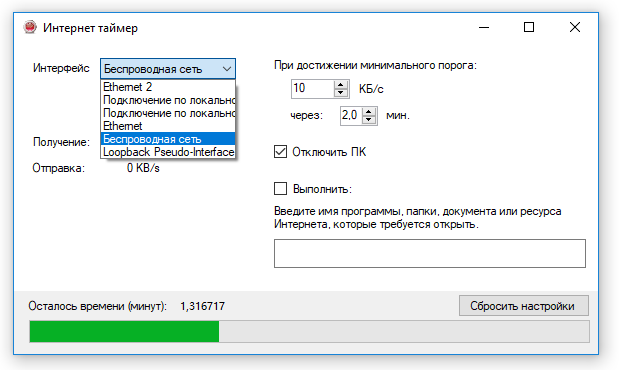 Интернет таймер
Интерфейс
Беспроводная сеть
Ethernet 2
Подключение по локально
Подключение по локально
Ethernet
Беспроводная сеть
Loopback Pseudo-Interface
Получение:
Отправка:
0 KB/s
При достижении минимального порога:
10 КБ/с
через: 2,0 мин.
Отключить ПК
Выполнить:
Введите имя программы, папки, документа или ресурса
Интернета, которые требуется открыть.
Осталось времени (минут): 1,316717
Сбросить настройки